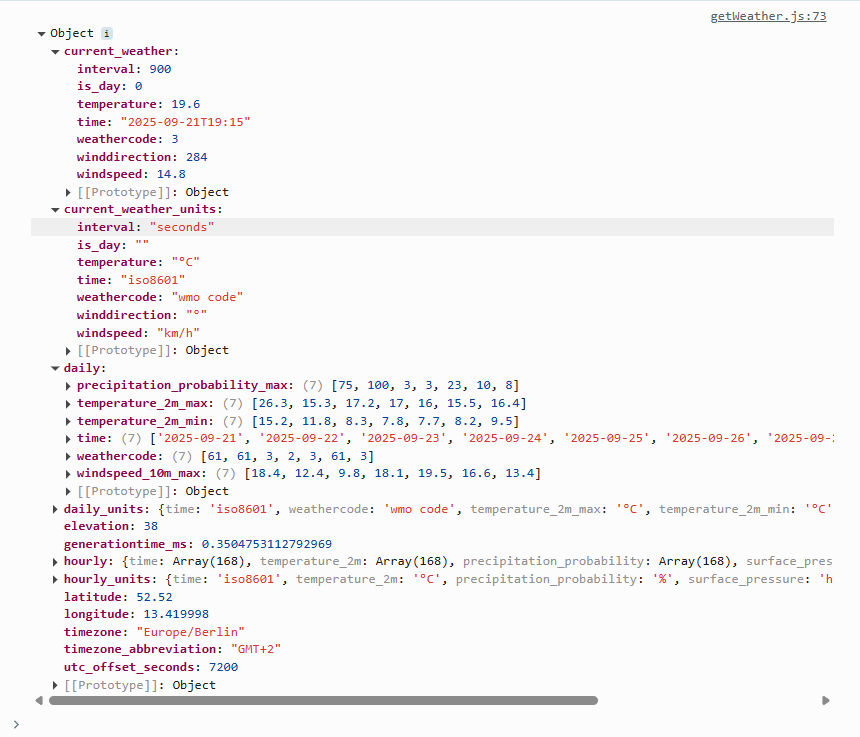 getWeather.js:73
▼ Object i
▼ current_weather:
interval: 900
is_day: 0
temperature: 19.6
time: "2025-09-21T19:15"
weathercode: 3
winddirection: 284
windspeed: 14.8
▶ [[Prototype]]: Object
▼ current_weather_units:
interval: "seconds"
is_day: ""
temperature: "°C"
time: "iso8601"
weathercode: "wmo code"
winddirection: "°"
windspeed: "km/h"
▶ [[Prototype]]: Object
▼ daily:
▶ precipitation_probability_max: (7) [75, 100, 3, 3, 23, 10, 8]
▶ temperature_2m_max: (7) [26.3, 15.3, 17.2, 17, 16, 15.5, 16.4]
▶ temperature_2m_min: (7) [15.2, 11.8, 8.3, 7.8, 7.7, 8.2, 9.5]
▶ time: (7) ['2025-09-21', '2025-09-22', '2025-09-23', '2025-09-24', '2025-09-25', '2025-09-26', '2025-09-
▶ weathercode: (7) [61, 61, 3, 2, 3, 61, 3]
▶ windspeed_10m_max: (7) [18.4, 12.4, 9.8, 18.1, 19.5, 16.6, 13.4]
▶ [[Prototype]]: Object
▶ daily_units: {time: 'iso8601', weathercode: 'wmo code', temperature_2m_max: '°C', temperature_2m_min: '°C'
elevation: 38
generationtime_ms: 0.3504753112792969
▶ hourly: {time: Array(168), temperature_2m: Array(168), precipitation_probability: Array(168), surface_pres
▶ hourly_units: {time: 'iso8601', temperature_2m: '°C', precipitation_probability: '%', surface_pressure: 'h
latitude: 52.52
longitude: 13.419998
timezone: "Europe/Berlin"
timezone_abbreviation: "GMT+2"
utc_offset_seconds: 7200
▶ [[Prototype]]: Object
>